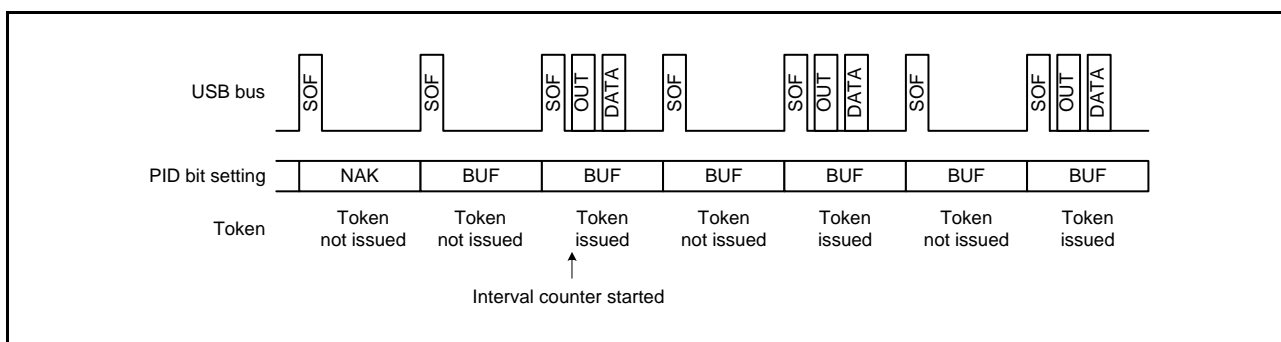 USB bus
SOF
SOF
SOF
OUT
DATA
SOF
SOF
OUT
DATA
SOF
SOF
OUT
DATA
PID bit setting
NAK
BUF
BUF
BUF
BUF
BUF
BUF
Token
Token
not issued
Token
not issued
Token
issued
Token
not issued
Token
issued
Token
not issued
Token
issued
Interval counter started